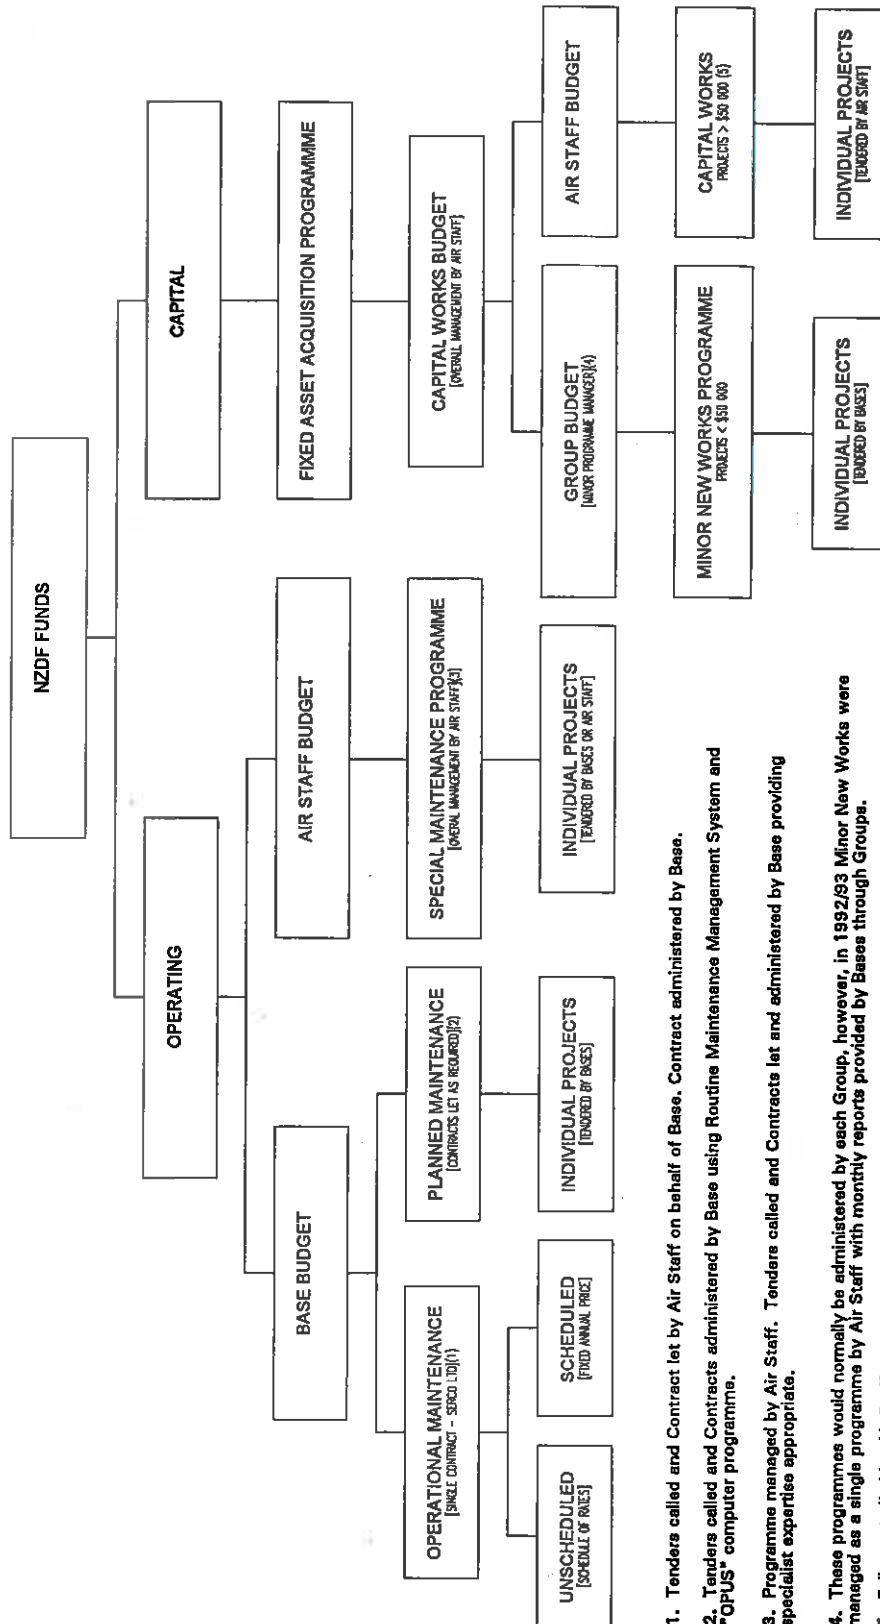 NZDF FUNDS
OPERATING
CAPITAL
BASE BUDGET
AIR STAFF BUDGET
FIXED ASSET ACQUISITION PROGRAMMME
OPERATIONAL MAINTENANCE
[SINGLE CONTRACT - SERCO LTD](1)
PLANNED MAINTENANCE
[CONTRACTS LET AS REQUIRED](2)
SPECIAL MAINTENANCE PROGRAMME
[OVERAL MANAGEMENT BY AIR STAFF](3)
CAPITAL WORKS BUDGET
[OVERALL MANAGEMENT BY AIR STAFF]
UNSCHEDULED
[SCHEDULE OF RATES]
SCHEDULED
[FIXED ANNUAL PRICE]
INDIVIDUAL PROJECTS
[TENDERED BY BASES]
INDIVIDUAL PROJECTS
[TENDERED BY BASES OR AIR STAFF]
GROUP BUDGET
[MINOR PROGRAMME MANAGER](4)
AIR STAFF BUDGET
MINOR NEW WORKS PROGRAMME
PROJECTS < $50 000
CAPITAL WORKS
PROJECTS > $50 000 (5)
INDIVIDUAL PROJECTS
[TENDERED BY BASES]
INDIVIDUAL PROJECTS
[TENDERED BY AIR STAFF]
1. Tenders called and Contract let by Air Staff on behalf of Base. Contract administered by Base.
2. Tenders called and Contracts administered by Base using Routine Maintenance Management System and
"OPUS" computer programme.
3. Programme managed by Air Staff. Tenders called and Contracts let and administered by Base providing
specialist expertise appropriate.
4. These programmes would normally be administered by each Group, however, in 1992/93 Minor New Works were
managed as a single programme by Air Staff with monthly reports provided by Bases through Groups.